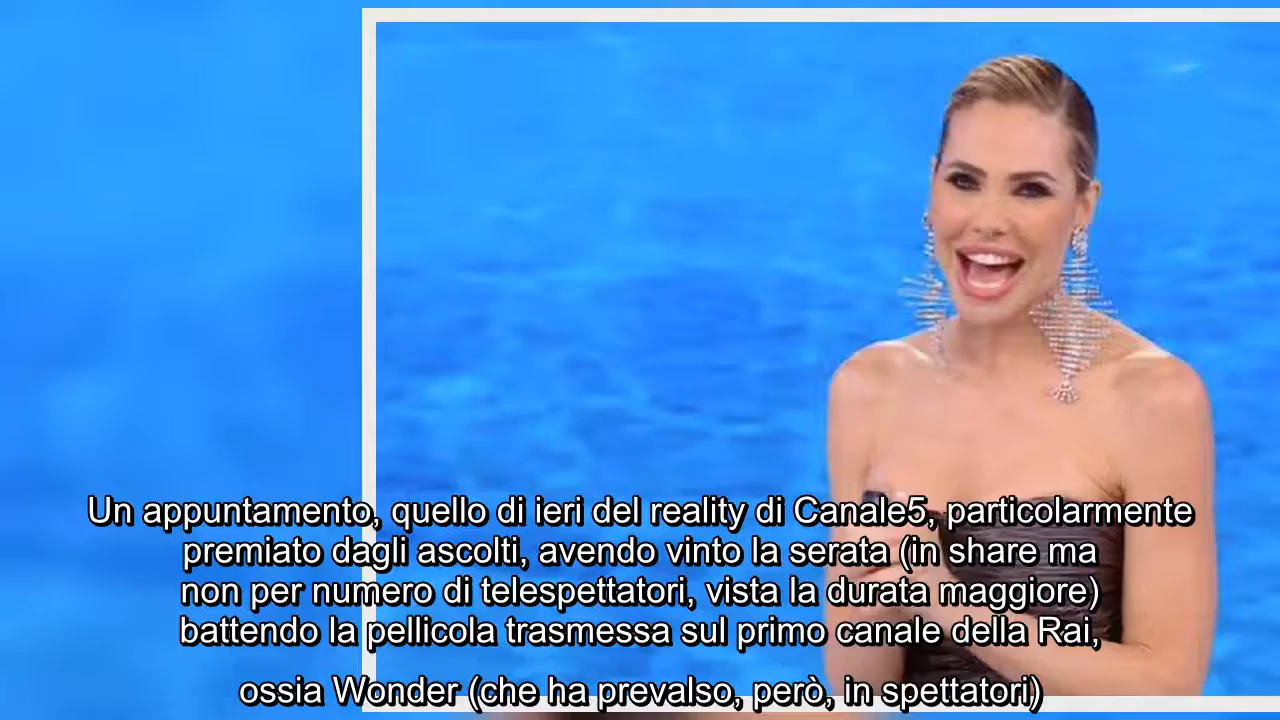 Un appuntamento, quello di ieri del reality di Canale5, particolarmente
premiato dagli ascolti, avendo vinto la serata (in share ma
non per numero di telespettatori, vista la durata maggiore)
battendo la pellicola trasmessa sul primo canale della Rai,
ossia Wonder (che ha prevalso, però, in spettatori)